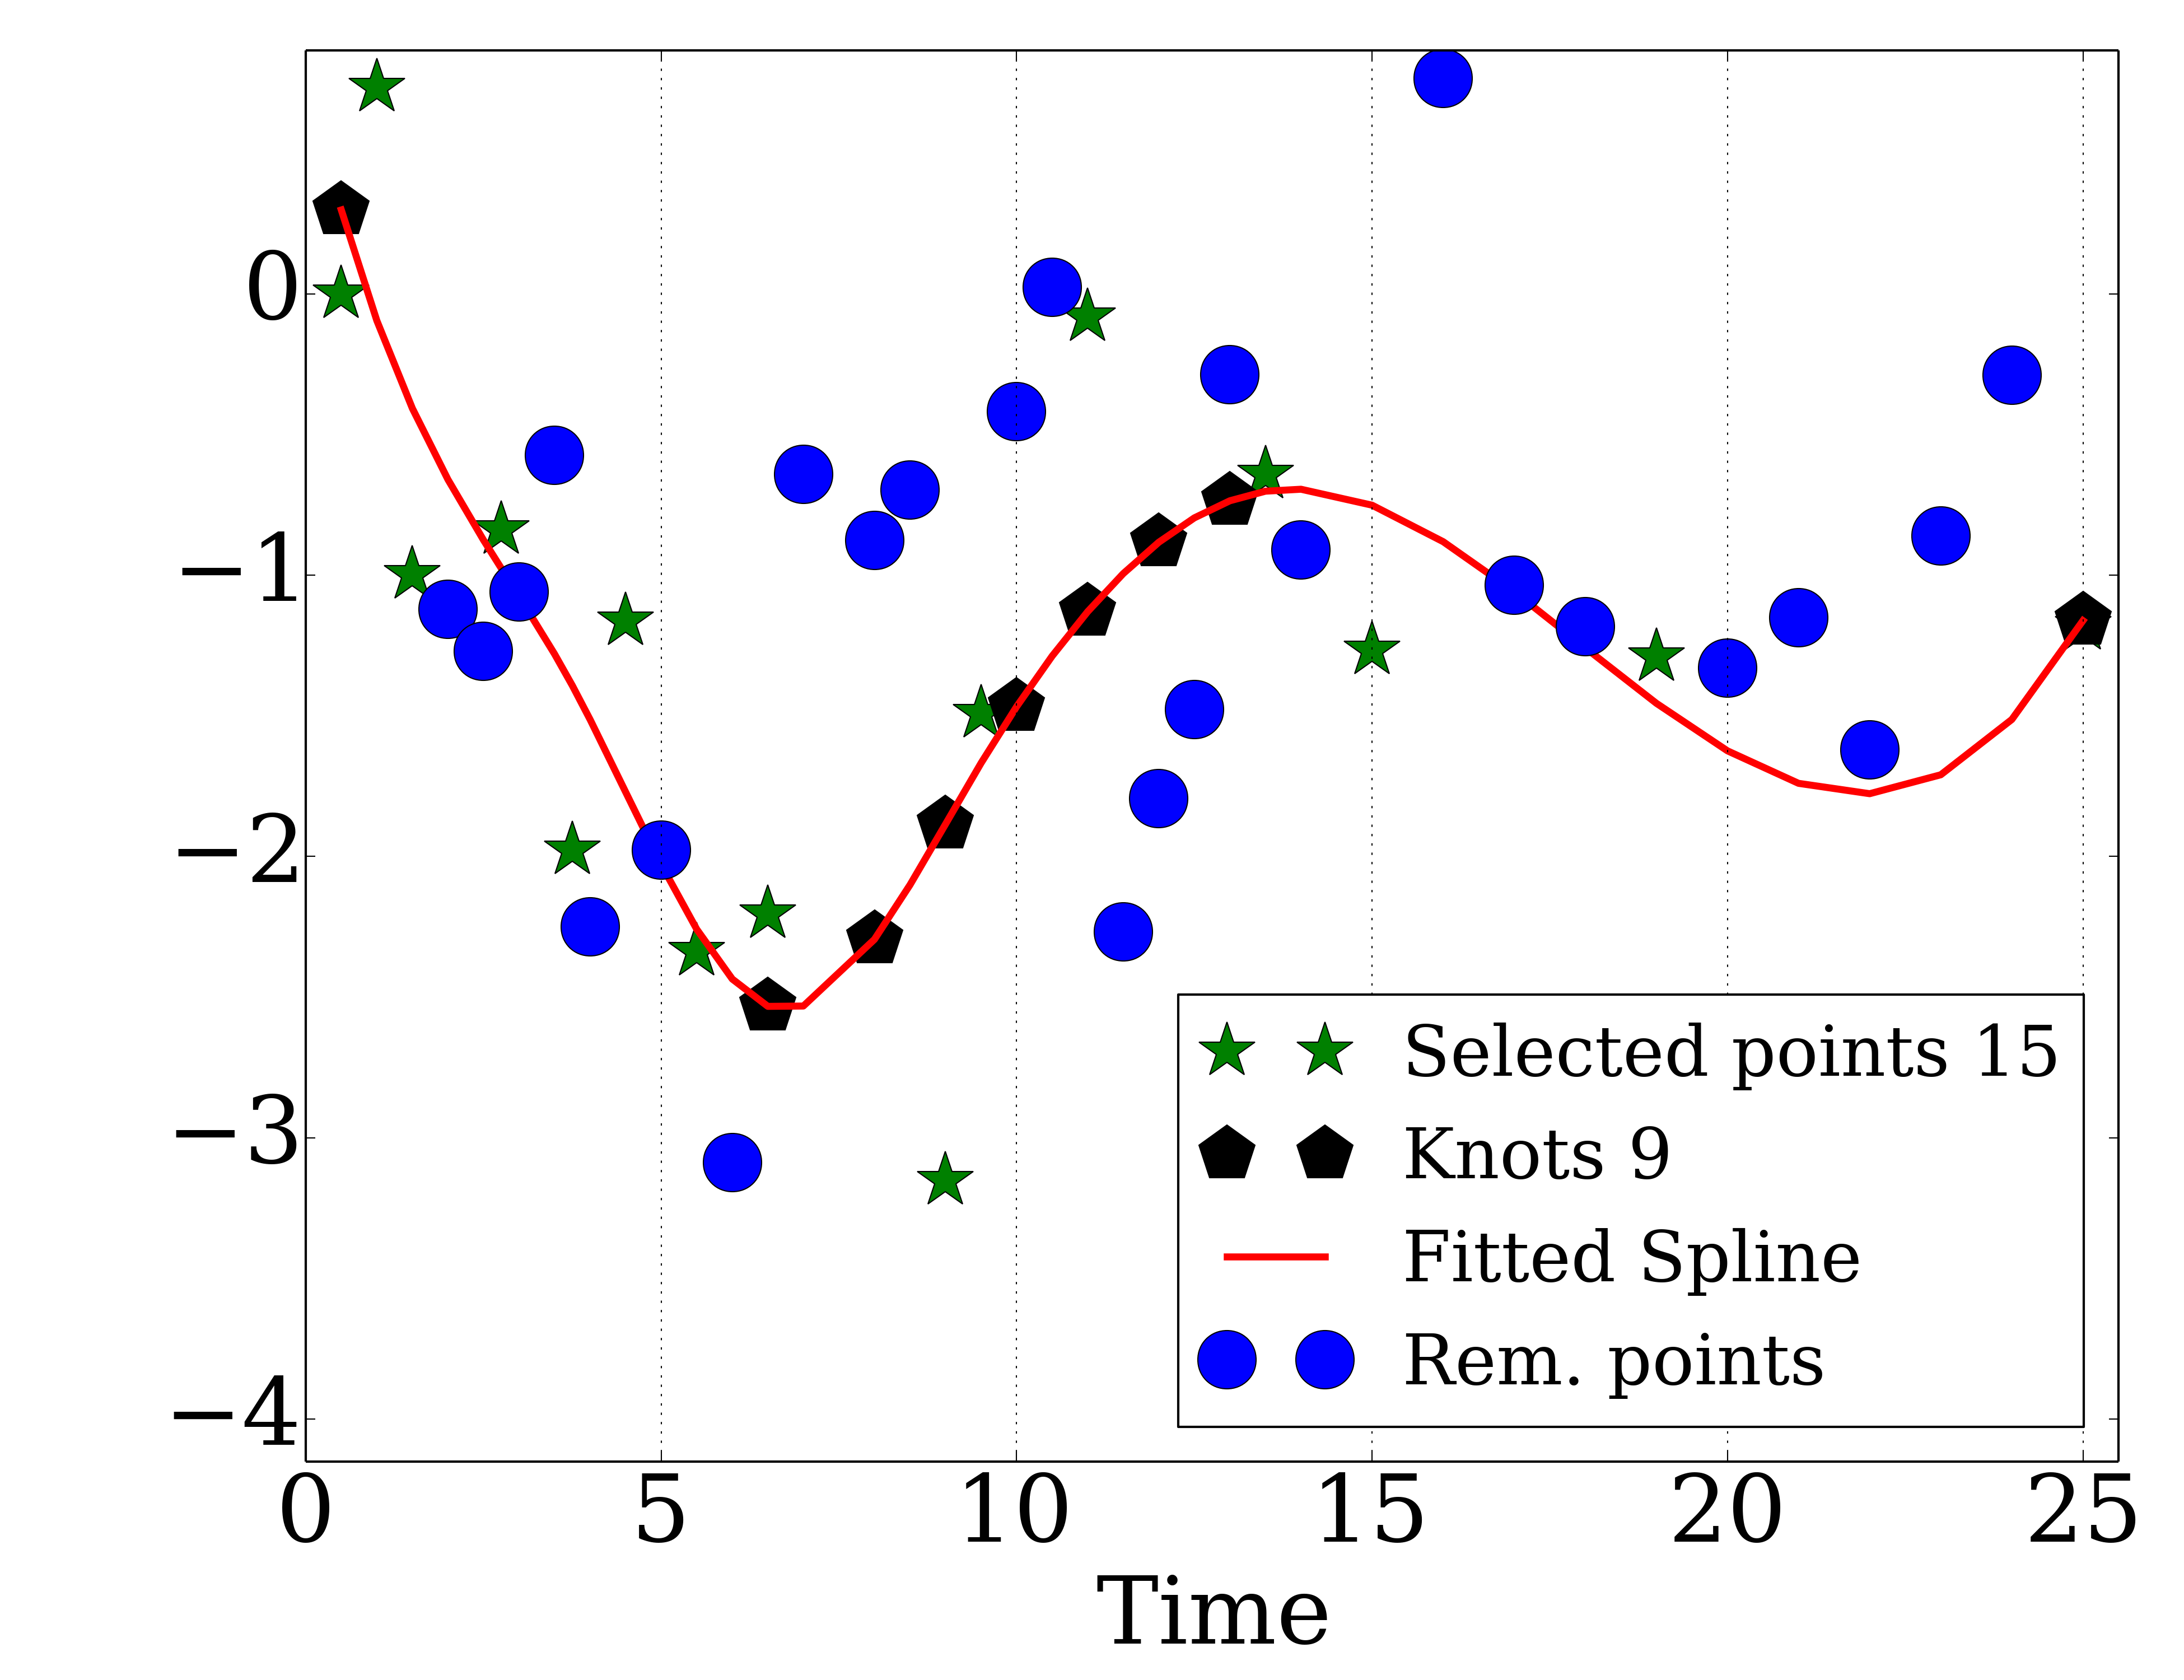 0
−1
−2
−3
−4
0 5 10 15 20 25
Time
Selected points 15
Knots 9
Fitted Spline
Rem. points